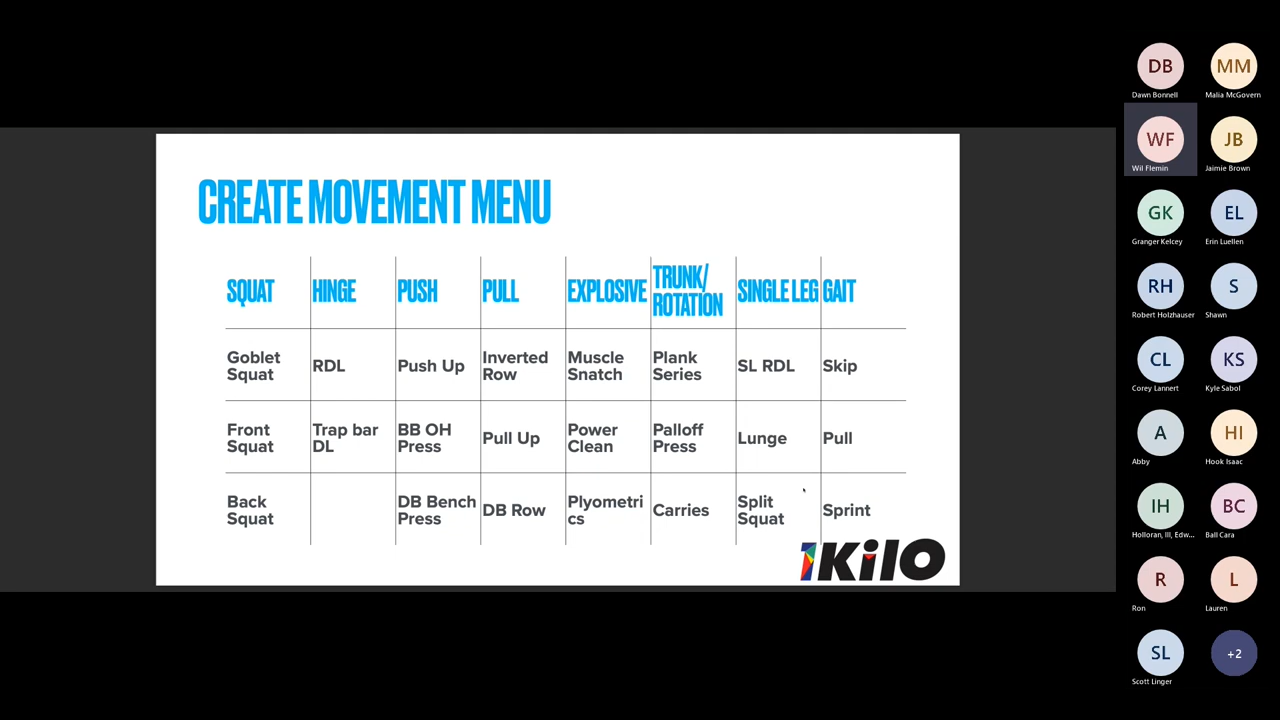 CREATE MOVEMENT MENU
SQUAT
HINGE
PUSH
PULL
EXPLOSIVE
TRUNK/
ROTATION
SINGLE LEG
GAIT
Goblet
Squat
RDL
Push Up
Inverted
Row
Muscle
Snatch
Plank
Series
SL RDL
Skip
Front
Squat
Trap bar
DL
BB OH
Press
Pull Up
Power
Clean
Palloff
Press
Lunge
Pull
Back
Squat
DB Bench
Press
DB Row
Plyometri
cs
Carries
Split
Squat
Sprint
1Kilo
DB
Dawn Bonnell
MM
Malia McGovern
WF
Wil Flemin
JB
Jaimie Brown
GK
Granger Kelcey
EL
Erin Luellen
RH
Robert Holzhauser
S
Shawn
CL
Corey Lannert
KS
Kyle Sabol
A
Abby
HI
Hook Isaac
IH
Holloran, III, Edw...
BC
Ball Cara
R
Ron
L
Lauren
SL
Scott Linger
+2